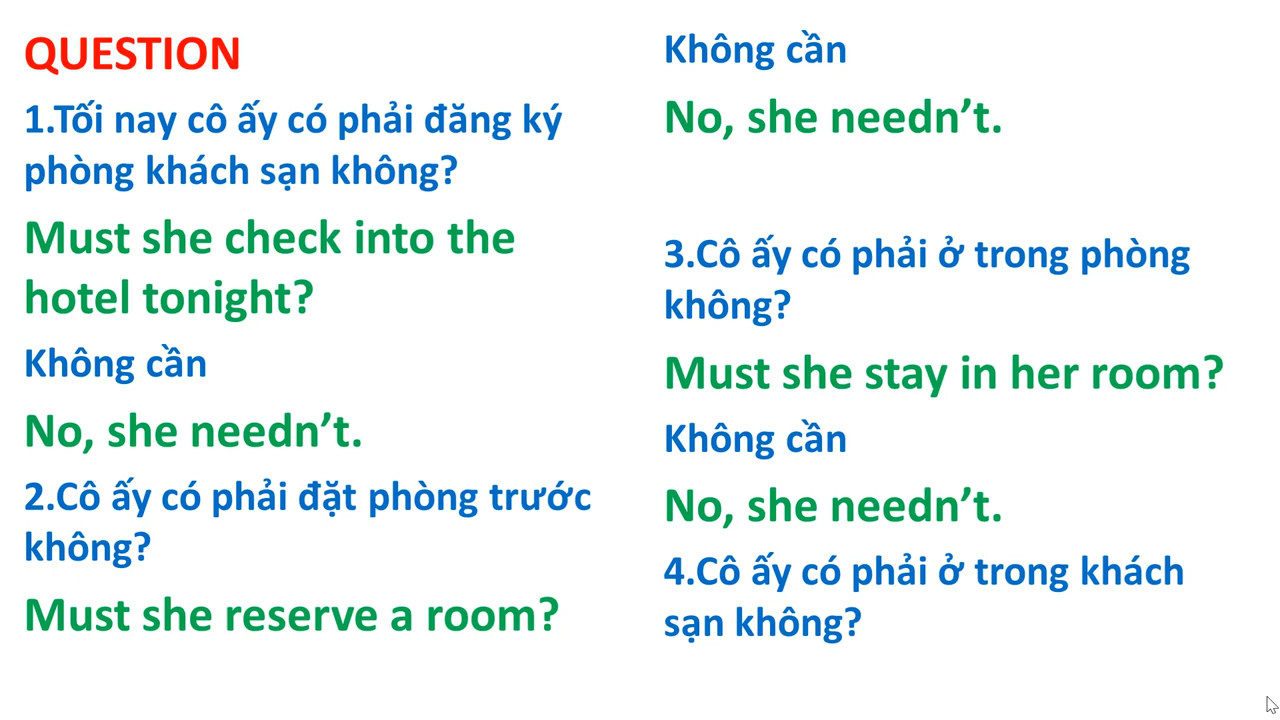 QUESTION
1.Tối nay cô ấy có phải đăng ký
phòng khách sạn không?
Must she check into the
hotel tonight?
Không cần
No, she needn’t.
2.Cô ấy có phải đặt phòng trước
không?
Must she reserve a room?
Không cần
No, she needn’t.
3.Cô ấy có phải ở trong phòng
không?
Must she stay in her room?
Không cần
No, she needn’t.
4.Cô ấy có phải ở trong khách
sạn không?